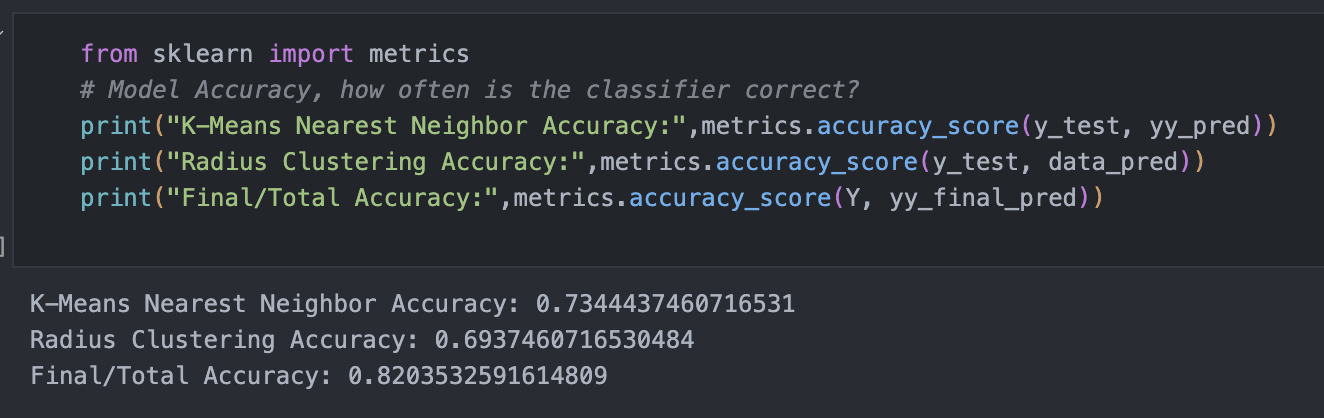 from sklearn import metrics
# Model Accuracy, how often is the classifier correct?
print("K-Means Nearest Neighbor Accuracy:",metrics.accuracy_score(y_test, yy_pred))
print("Radius Clustering Accuracy:",metrics.accuracy_score(y_test, data_pred))
print("Final/Total Accuracy:",metrics.accuracy_score(Y, yy_final_pred))
]
K-Means Nearest Neighbor Accuracy: 0.7344437460716531
Radius Clustering Accuracy: 0.6937460716530484
Final/Total Accuracy: 0.8203532591614809